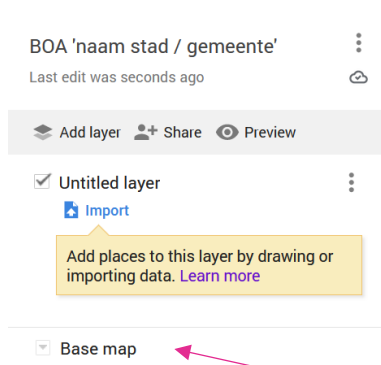 BOA 'naam stad / gemeente'
Last edit was seconds ago
Add layer Share Preview
Untitled layer
Import
Add places to this layer by drawing or
importing data. Learn more
Base map